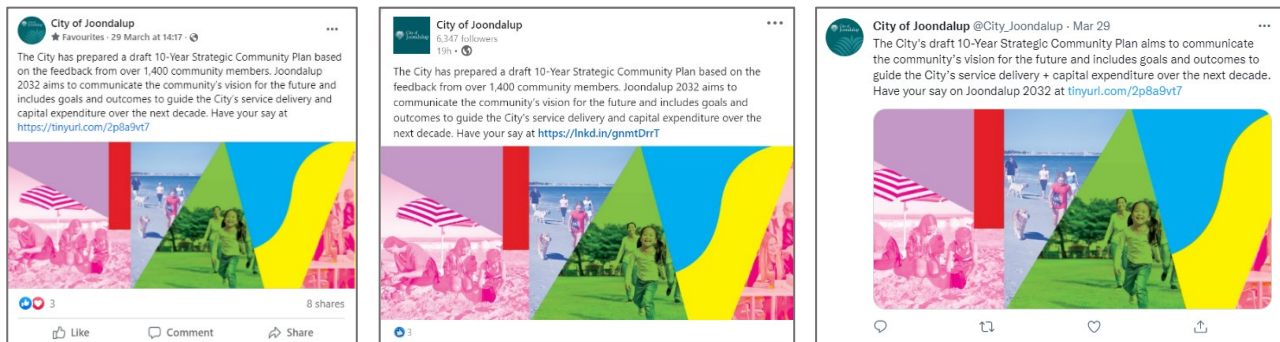 City of Joondalup
Favourites · 29 March at 14:17 ·
The City has prepared a draft 10-Year Strategic Community Plan based
on the feedback from over 1,400 community members. Joondalup
2032 aims to communicate the community's vision for the future and
includes goals and outcomes to guide the City's service delivery and
capital expenditure over the next decade. Have your say at
https://tinyurl.com/2p8a9vt7
3
8 shares
Like
Comment
Share
City of Joondalup
City of Joondalup
6,347 followers
19h ·
The City has prepared a draft 10-Year Strategic Community Plan based on the
feedback from over 1,400 community members. Joondalup 2032 aims to
communicate the community's vision for the future and includes goals and
outcomes to guide the City's service delivery and capital expenditure over the
next decade. Have your say at https://lnkd.in/gnmtDrrT
3
City of
Joondalup
City of Joondalup @City_Joondalup · Mar 29
The City's draft 10-Year Strategic Community Plan aims to communicate
the community's vision for the future and includes goals and outcomes to
guide the City's service delivery + capital expenditure over the next decade.
Have your say on Joondalup 2032 at tinyurl.com/2p8a9vt7